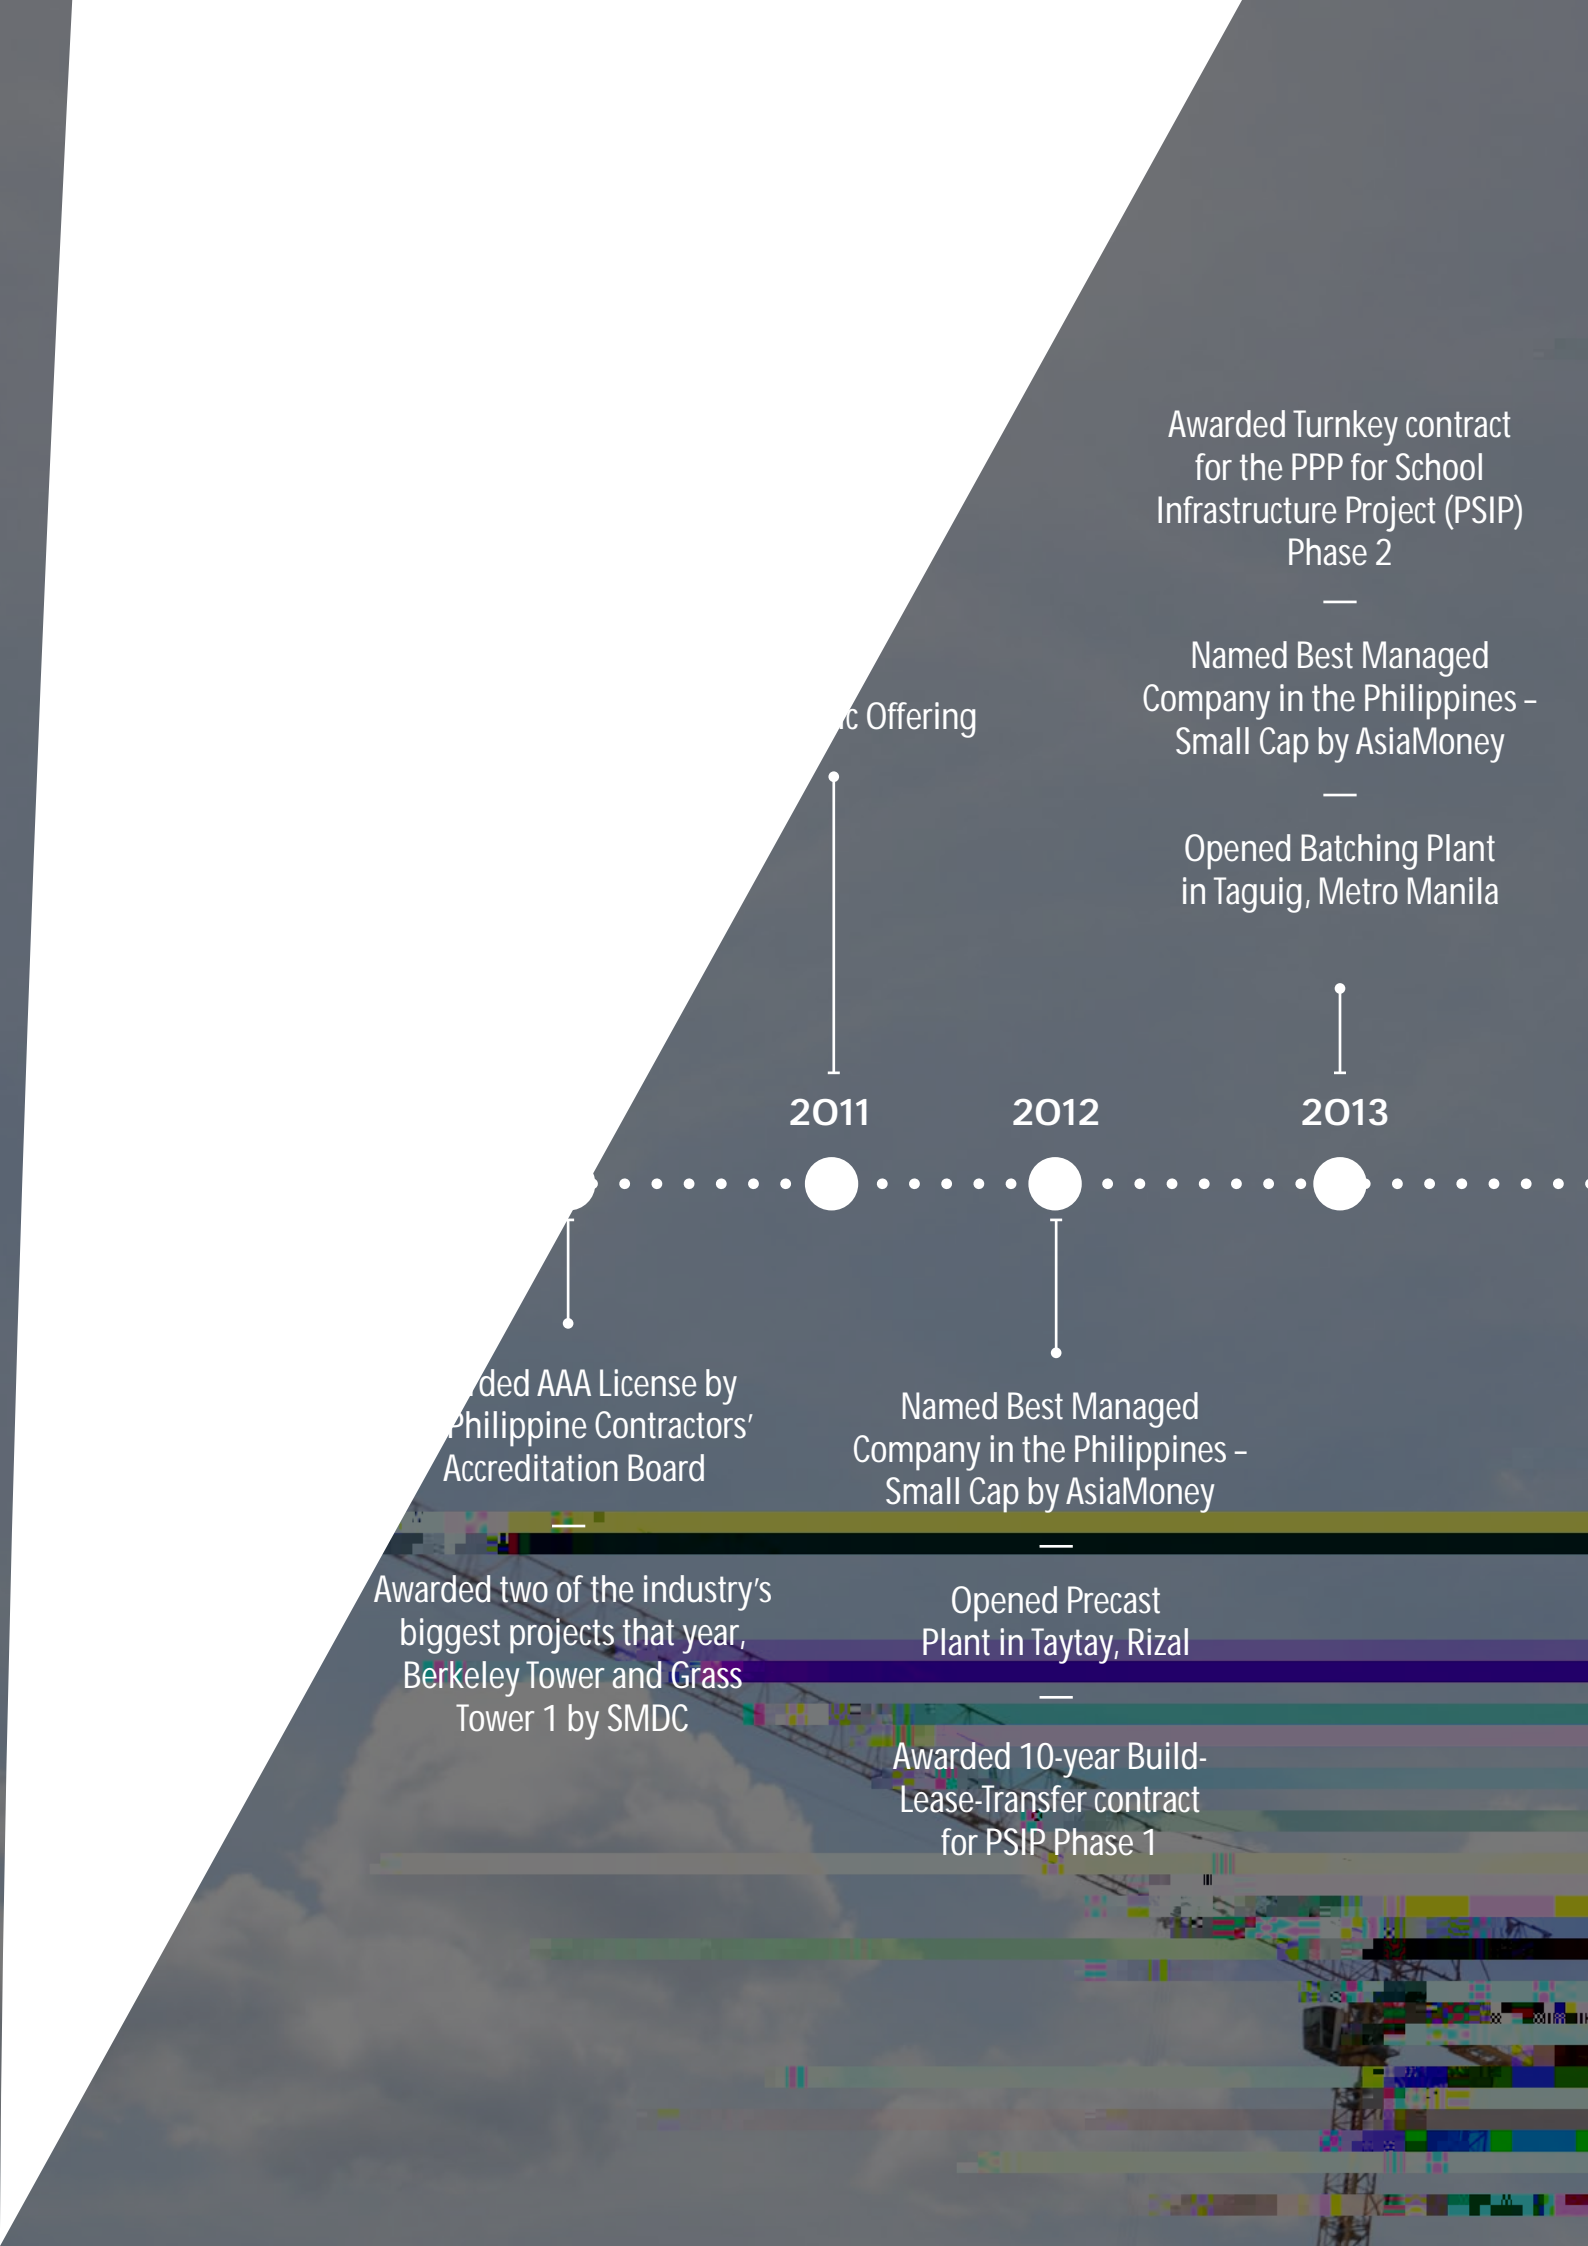 Awarded Turnkey contract
for the PPP for School
Infrastructure Project (PSIP)
Phase 2
—
Named Best Managed
Company in the Philippines –
Small Cap by AsiaMoney
—
Opened Batching Plant
in Taguig, Metro Manila
Offering
2011
2012
2013
AAA License by
Philippine Contractors’
Accreditation Board
—
Awarded two of the industry’s
biggest projects that year,
Berkeley Tower and Grass
Tower 1 by SMDC
Named Best Managed
Company in the Philippines –
Small Cap by AsiaMoney
—
Opened Precast
Plant in Taytay, Rizal
—
Awarded 10-year Build-
Lease-Transfer contract
for PSIP Phase 1